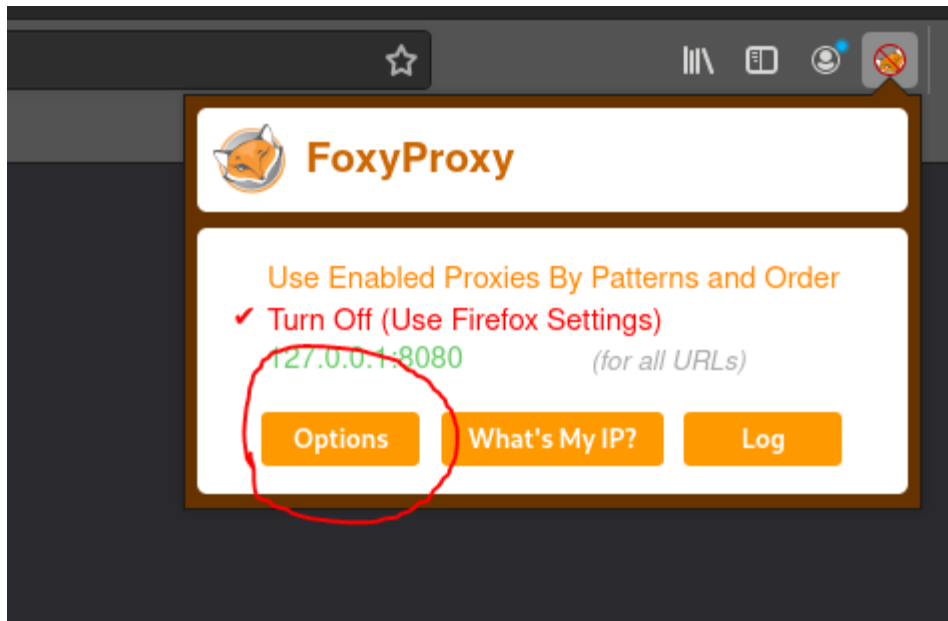 FoxyProxy
Use Enabled Proxies By Patterns and Order
✔ Turn Off (Use Firefox Settings)
127.0.0.1:8080 (for all URLs)
Options What's My IP? Log